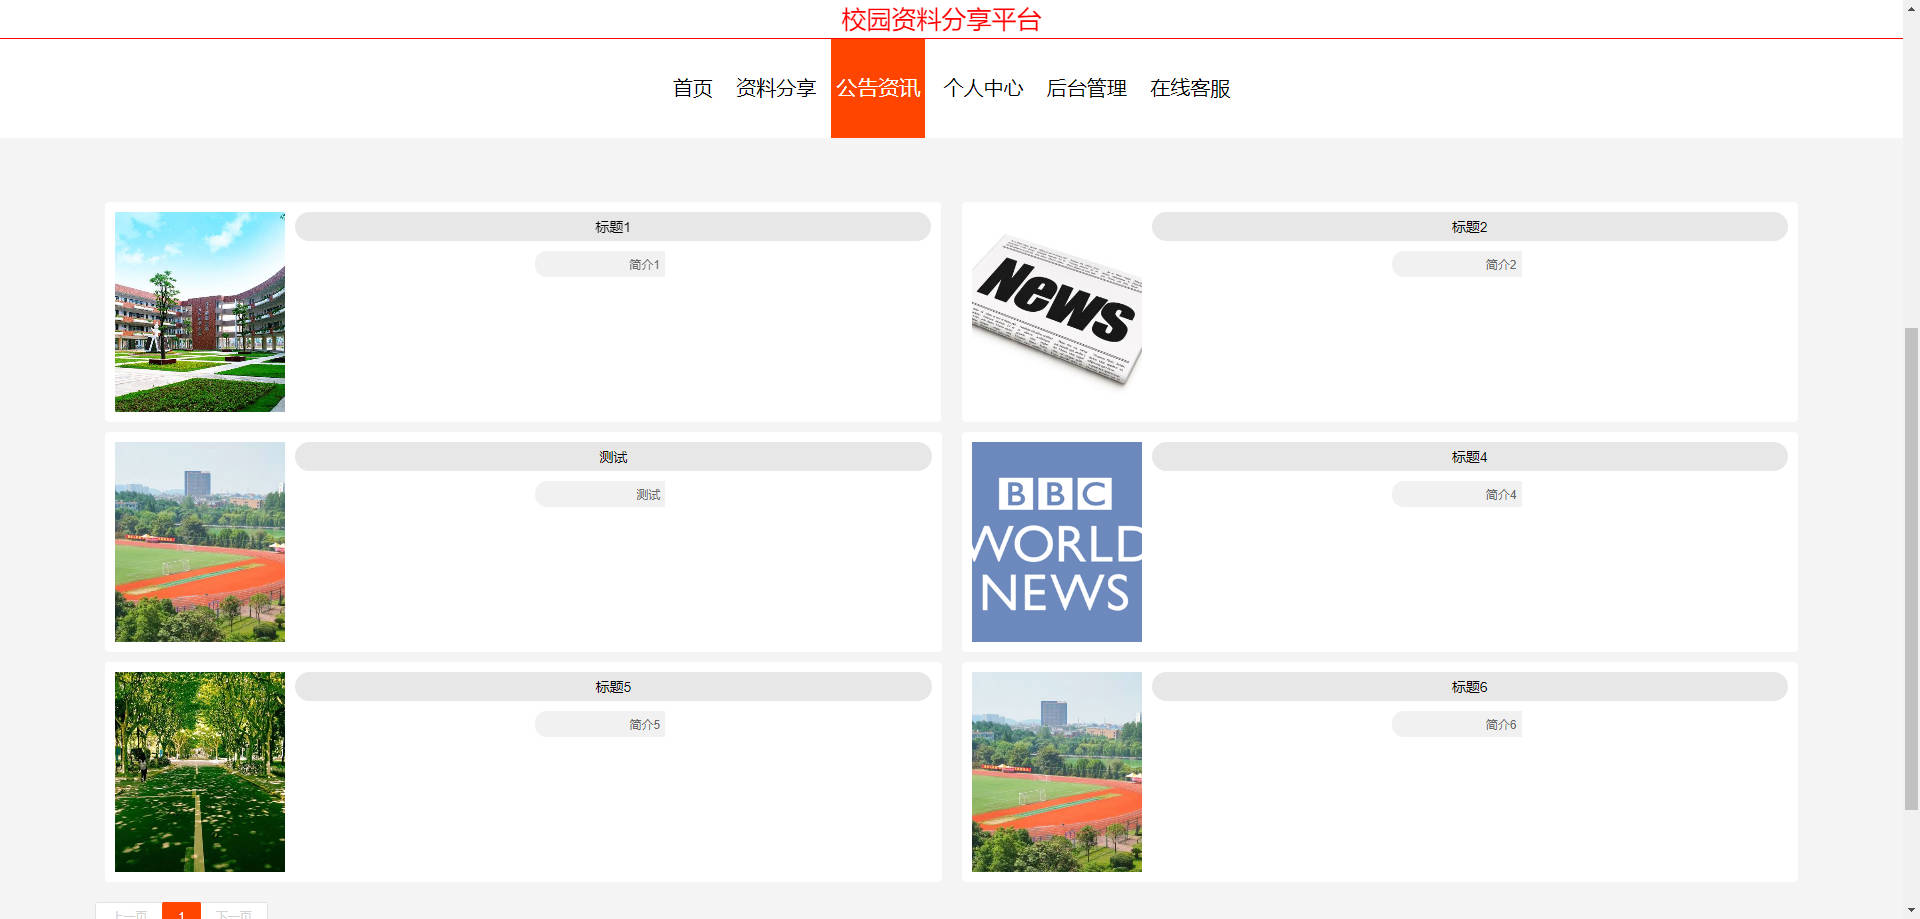 校园资料分享平台
首页 资料分享 公告资讯 个人中心 后台管理 在线客服
标题1
简介1
News
标题2
简介2
测试
测试
BBC
WORLD
NEWS
标题4
简介4
标题5
简介5
标题6
简介6
上一页 1 下一页